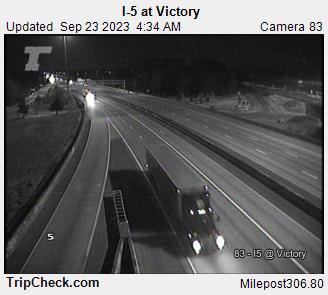 I-5 at Victory
Updated Sep 23 2023 4:34 AM Camera 83
S
83 - I5 @ Victory
TripCheck.com Milepost306.80